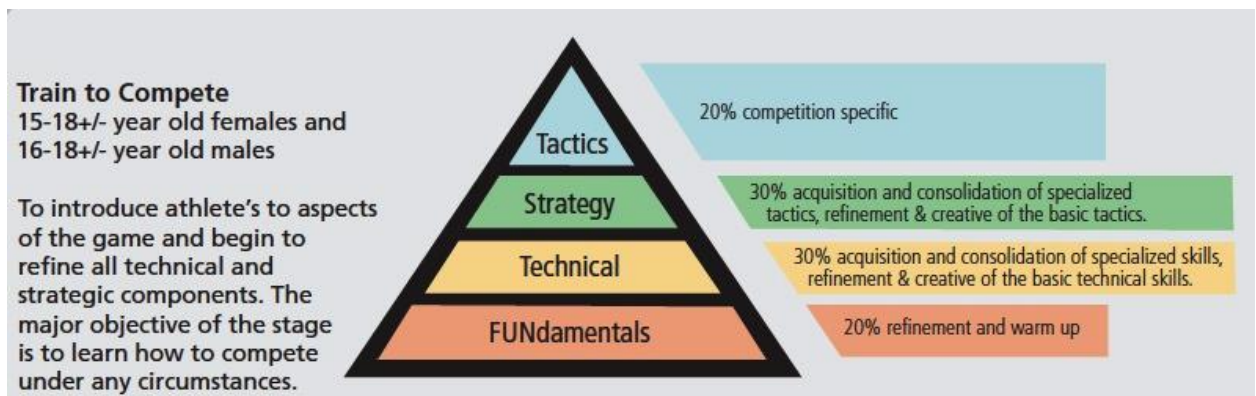 Train to Compete
15-18+/- year old females and
16-18+/- year old males
To introduce athlete's to aspects
of the game and begin to
refine all technical and
strategic components. The
major objective of the stage
is to learn how to compete
under any circumstances.
Tactics
20% competition specific
Strategy
30% acquisition and consolidation of specialized
tactics, refinement & creative of the basic tactics.
Technical
30% acquisition and consolidation of specialized skills,
refinement & creative of the basic technical skills.
FUNdamentals
20% refinement and warm up